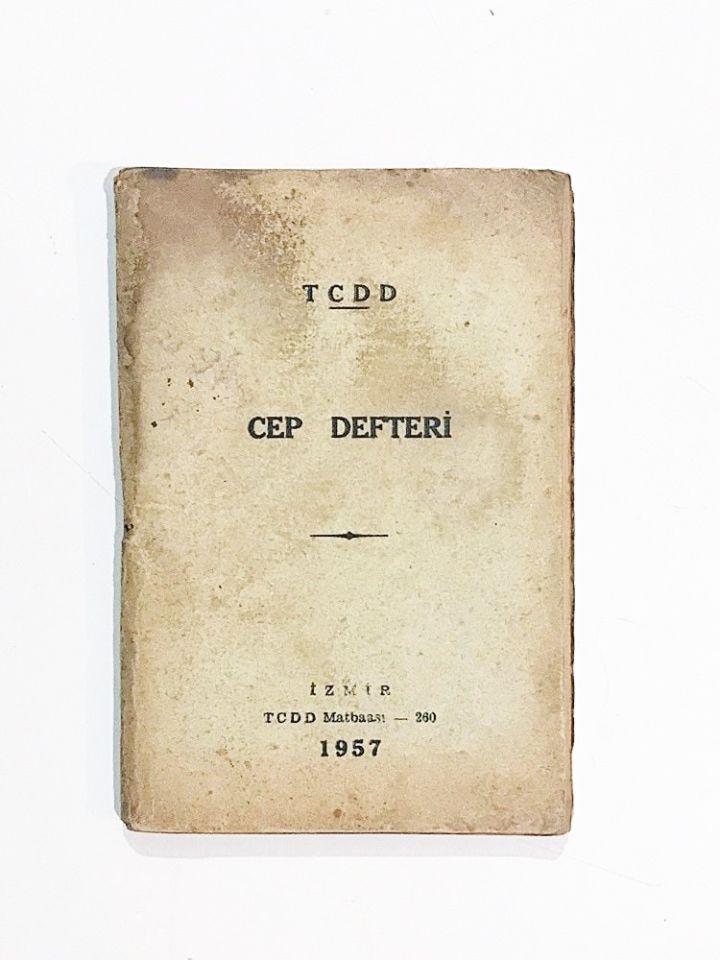 TCDD
CEP DEFTERİ
İZMİR
TCDD Matbaası — 260
1957